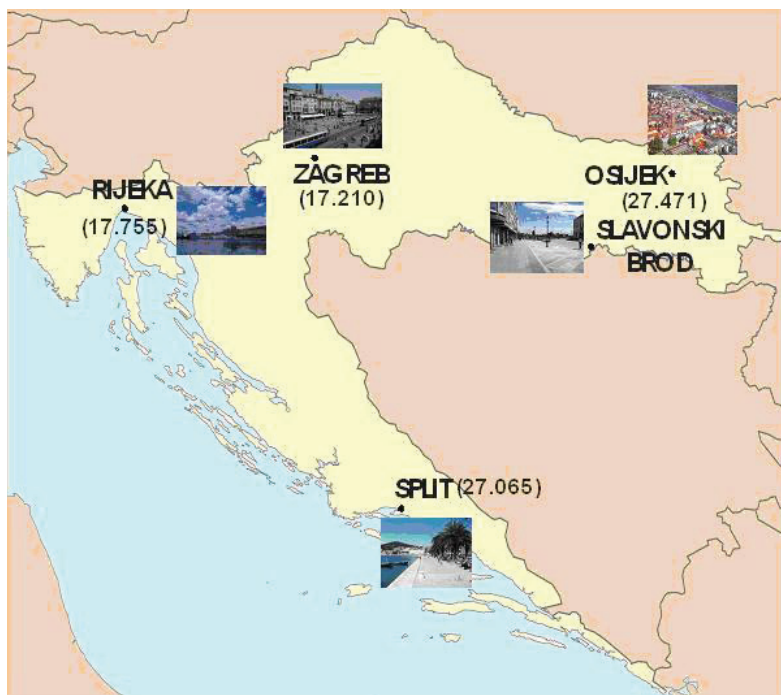 ZAGREB
(17.210)
OSIJEK
(27.471)
RIJEKA
(17.755)
SLAVONSKI
BROD
SPLIT (27.065)